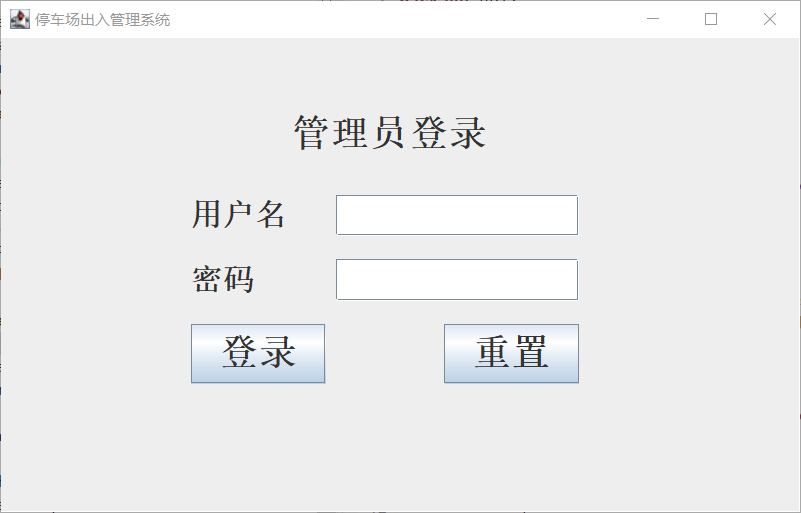 停车场出入管理系统
管理员登录
用户名
密码
登录 重置